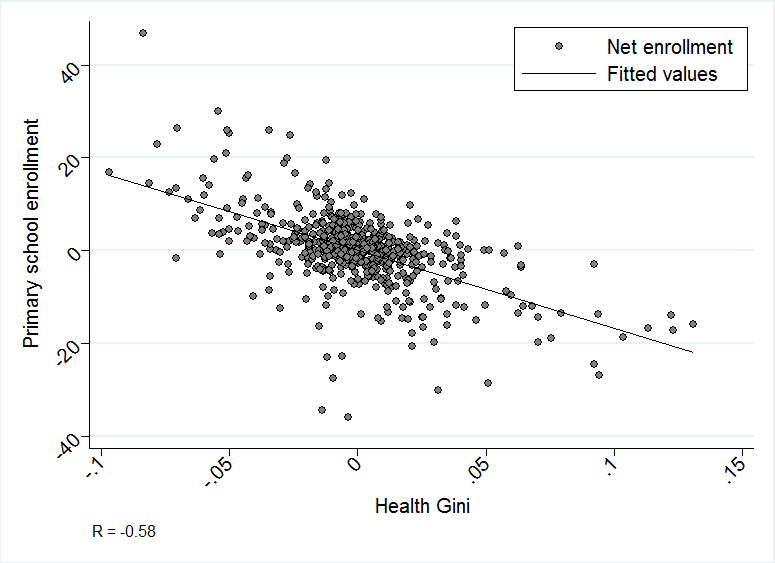 Net enrollment
Fitted values
Primary school enrollment
40
20
0
-20
-40
-.1
-.05
0
.05
.1
.15
Health Gini
R = -0.58